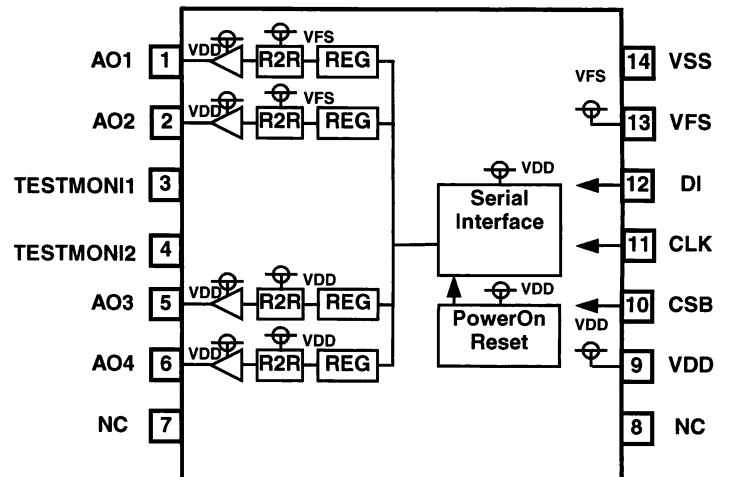 AO1 1 VDD R2R VFS REG
14 VSS
VFS
AO2 2 VDD R2R VFS REG
13 VFS
TESTMONI1 3
VDD
Serial
Interface
12 DI
TESTMONI2 4
11 CLK
AO3 5 VDD R2R VDD REG
VDD
PowerOn
Reset
10 CSB
VDD
AO4 6 VDD R2R VDD REG
9 VDD
NC 7
8 NC